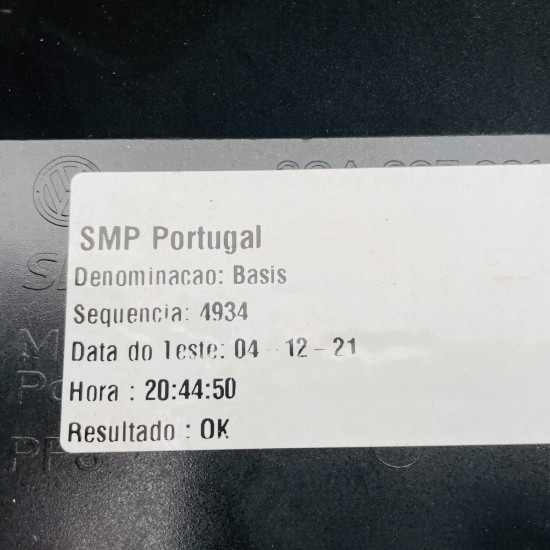 SMP Portugal
Denominacao: Basis
Sequencia: 4934
Data do Teste: 04 - 12 - 21
Hora : 20:44:50
Resultado : OK